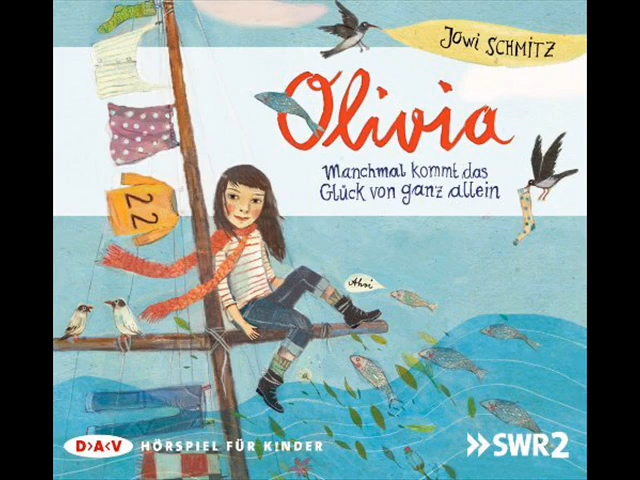 Jowi SCHMITZ
Olivia
Manchmal kommt das
Glück von ganz allein
22
Ahoi
D>A<V HÖRSPIEL FÜR KINDER
SWR2